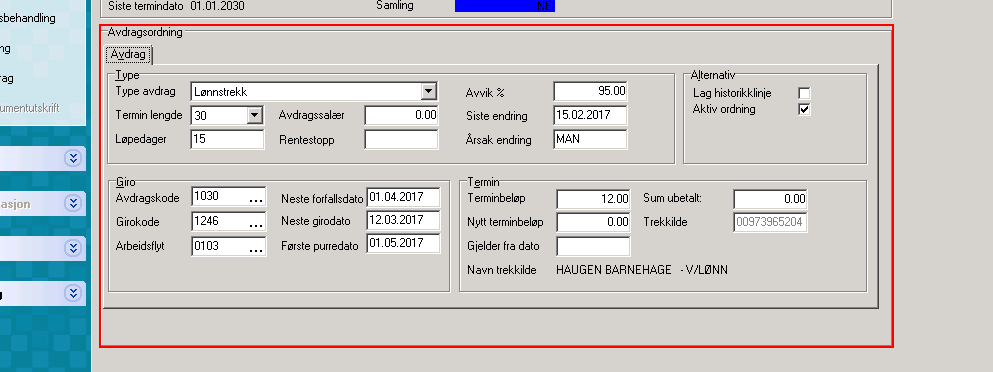 Siste termindato 01.01.2030 Samling NF
sbehandling
ng
rag
umentutskrift
asjon
g
Avdragsordning
Avdrag
Type
Type avdrag Lønnstrekk Avvik % 95.00
Termin lengde 30 Avdragssalær 0.00 Siste endring 15.02.2017
Løpedager 15 Rentestopp Årsak endring MAN
Alternativ
Lag historikklinje
Aktiv ordning
Giro
Avdragskode 1030 ... Neste forfallsdato 01.04.2017
Girokode 1246 ... Neste girodato 12.03.2017
Arbeidsflyt 0103 ... Første purredato 01.05.2017
Termin
Terminbeløp 12.00 Sum ubetalt: 0.00
Nytt terminbeløp 0.00 Trekkilde 00973965204
Gjelder fra dato
Navn trekkilde HAUGEN BARNEHAGE - V/LØNN